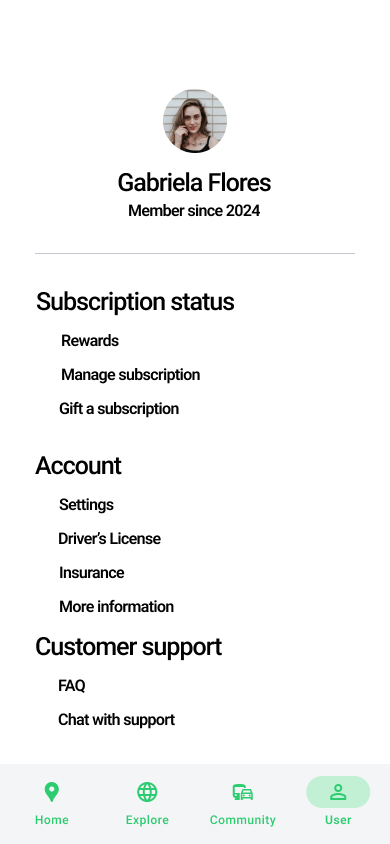 Gabriela Flores
Member since 2024
Subscription status
Rewards
Manage subscription
Gift a subscription
Account
Settings
Driver’s License
Insurance
More information
Customer support
FAQ
Chat with support
Home
Explore
Community
User